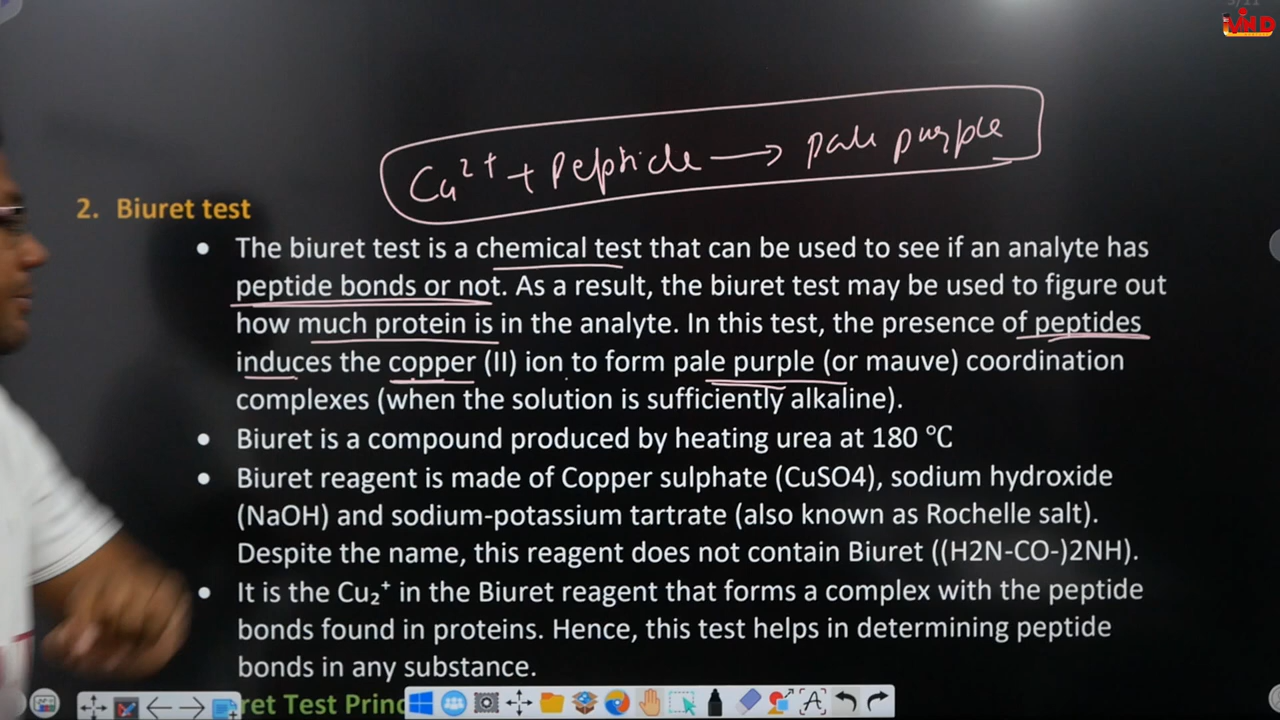 3/11
iVMD
Cu²⁺ + Peptide → pale purple
2. Biuret test
• The biuret test is a chemical test that can be used to see if an analyte has
peptide bonds or not. As a result, the biuret test may be used to figure out
how much protein is in the analyte. In this test, the presence of peptides
induces the copper (II) ion to form pale purple (or mauve) coordination
complexes (when the solution is sufficiently alkaline).
• Biuret is a compound produced by heating urea at 180 °C
• Biuret reagent is made of Copper sulphate (CuSO4), sodium hydroxide
(NaOH) and sodium-potassium tartrate (also known as Rochelle salt).
Despite the name, this reagent does not contain Biuret ((H2N-CO-)2NH).
• It is the Cu₂⁺ in the Biuret reagent that forms a complex with the peptide
bonds found in proteins. Hence, this test helps in determining peptide
bonds in any substance.
ret Test Princ